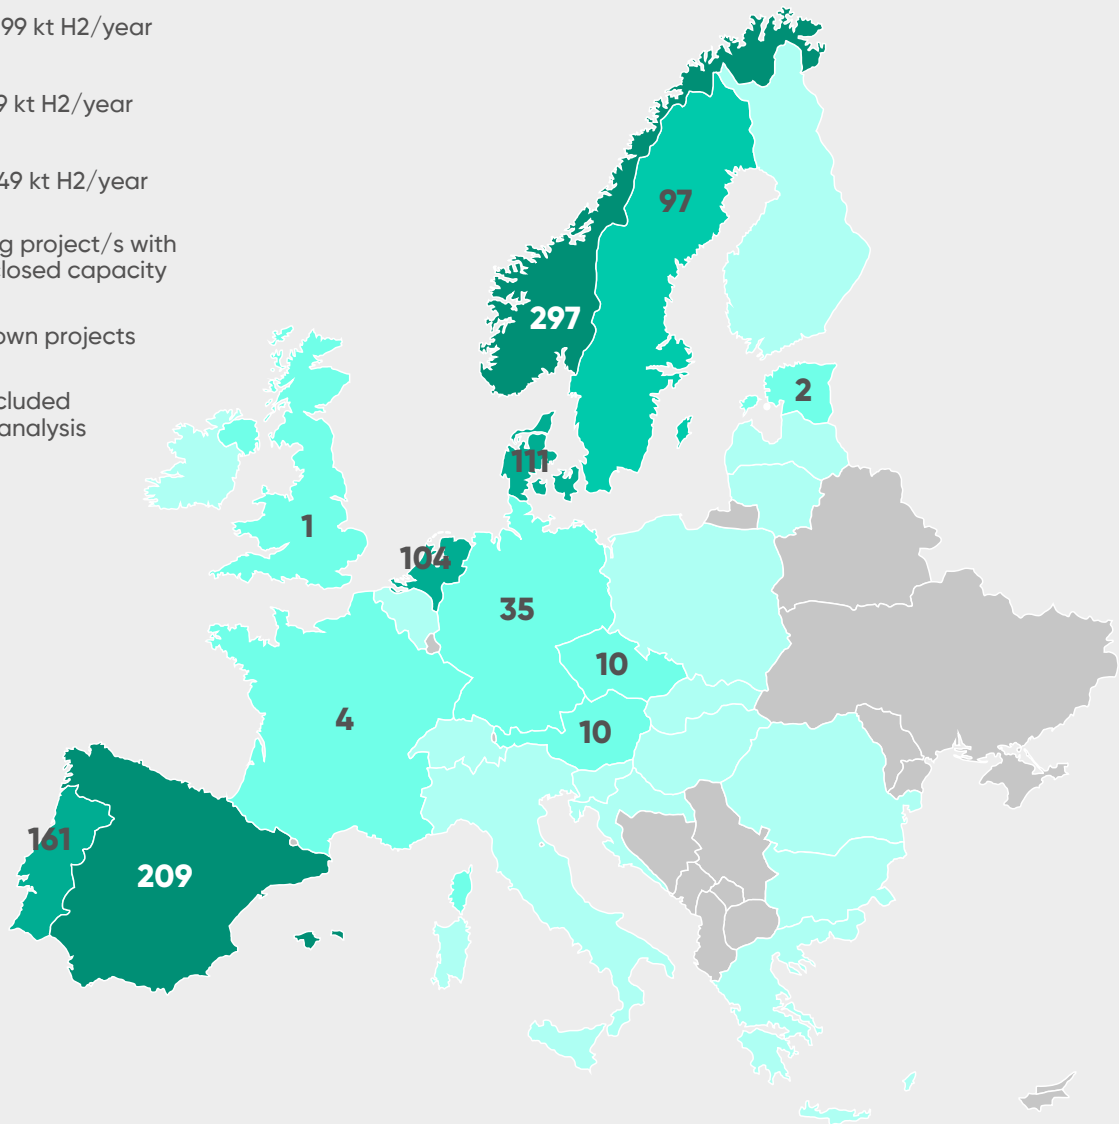 99 kt H2/year
9 kt H2/year
49 kt H2/year
g project/s with
closed capacity
own projects
cluded
analysis
97
297
2
111
1
104
35
10
4
10
161
209